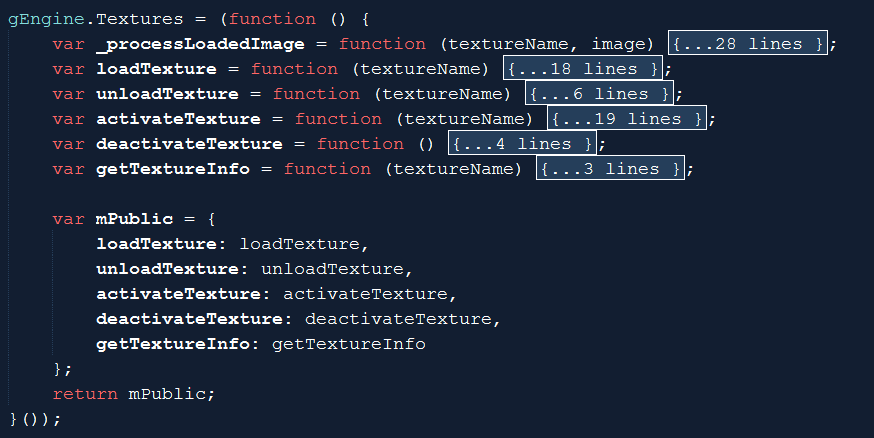 gEngine.Textures = (function () {
    var _processLoadedImage = function (textureName, image) {...28 lines };
    var loadTexture = function (textureName) {...18 lines };
    var unloadTexture = function (textureName) {...6 lines };
    var activateTexture = function (textureName) {...19 lines };
    var deactivateTexture = function () {...4 lines };
    var getTextureInfo = function (textureName) {...3 lines };
    var mPublic = {
        loadTexture: loadTexture,
        unloadTexture: unloadTexture,
        activateTexture: activateTexture,
        deactivateTexture: deactivateTexture,
        getTextureInfo: getTextureInfo
    };
    return mPublic;
}());